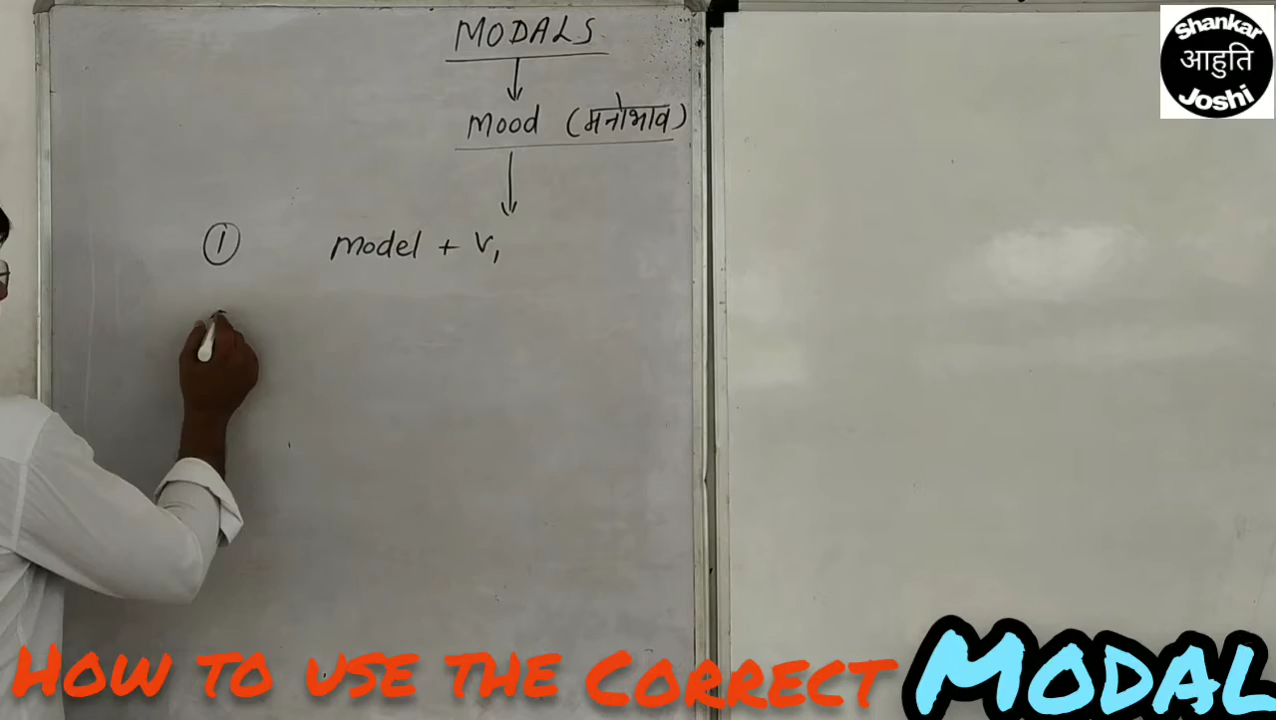 MODALS
Mood (मनोभाव)
① model + V₁
Shankar
आहुति
Joshi
HOW TO USE THE CORRECT MODAL